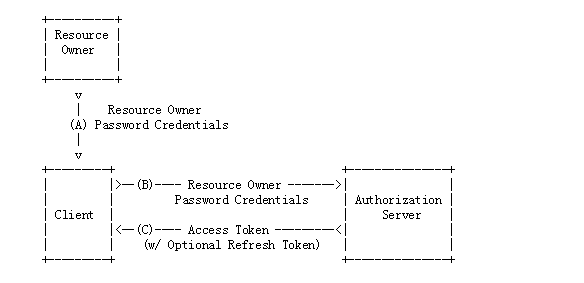 Resource
Owner
v
Resource Owner
(A) Password Credentials
v
>--(B)---- Resource Owner ------->
Password Credentials
Client
Authorization
Server
<--(C)---- Access Token ---------<
(w/ Optional Refresh Token)